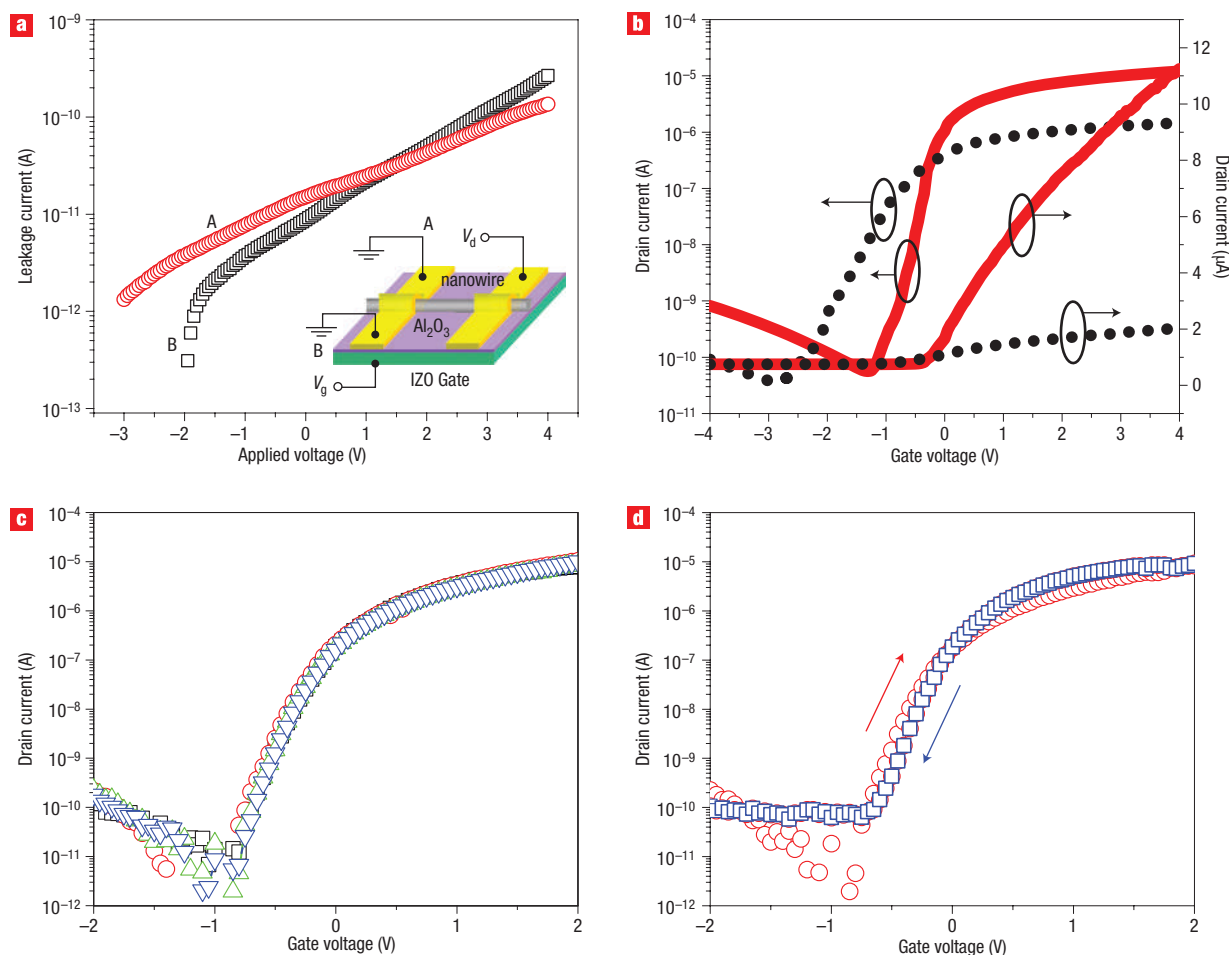 a
10⁻⁹
10⁻¹⁰
10⁻¹¹
10⁻¹²
10⁻¹³
Leakage current (A)
A
B
–3 –2 –1 0 1 2 3 4
Applied voltage (V)
A
Vd
nanowire
Al₂O₃
B
Vg
IZO Gate
b
10⁻⁴
10⁻⁵
10⁻⁶
10⁻⁷
10⁻⁸
10⁻⁹
10⁻¹⁰
10⁻¹¹
Drain current (A)
12
10
8
6
4
2
0
Drain current (µA)
–4 –3 –2 –1 0 1 2 3 4
Gate voltage (V)
c
10⁻⁴
10⁻⁵
10⁻⁶
10⁻⁷
10⁻⁸
10⁻⁹
10⁻¹⁰
10⁻¹¹
10⁻¹²
Drain current (A)
–2 –1 0 1 2
Gate voltage (V)
d
10⁻⁴
10⁻⁵
10⁻⁶
10⁻⁷
10⁻⁸
10⁻⁹
10⁻¹⁰
10⁻¹¹
10⁻¹²
Drain current (A)
–2 –1 0 1 2
Gate voltage (V)